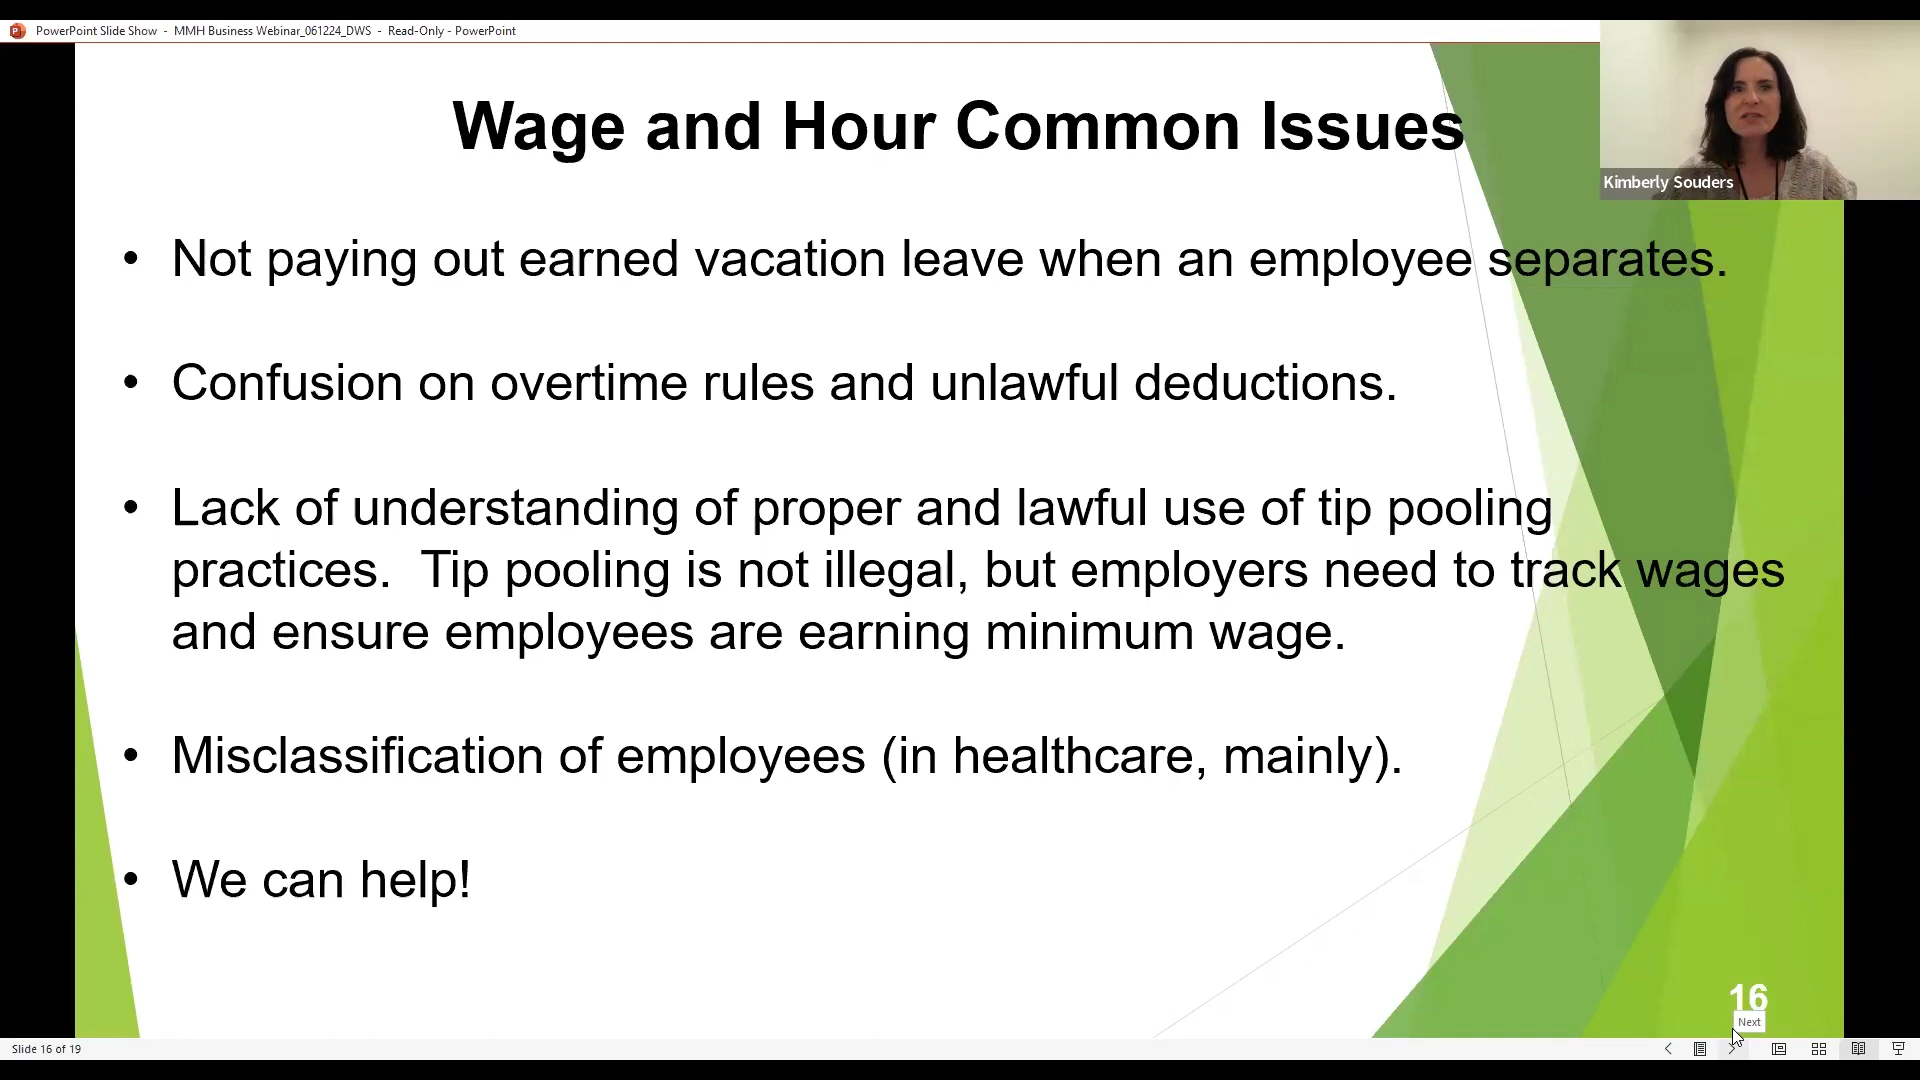 PowerPoint Slide Show - MMH Business Webinar_061224_DWS - Read-Only - PowerPoint
Wage and Hour Common Issues
Kimberly Souders
• Not paying out earned vacation leave when an employee separates.
• Confusion on overtime rules and unlawful deductions.
• Lack of understanding of proper and lawful use of tip pooling
practices. Tip pooling is not illegal, but employers need to track wages
and ensure employees are earning minimum wage.
• Misclassification of employees (in healthcare, mainly).
• We can help!
16
Next
Slide 16 of 19